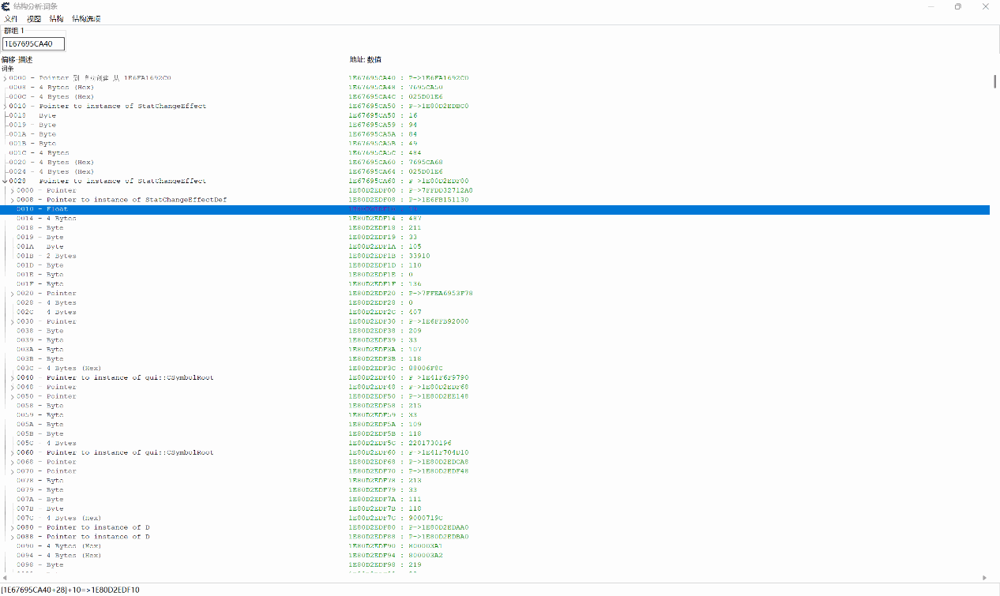 结构分析:词条
文件 视图 结构 结构选项
群组 1
1E67695CA40
偏移-描述 地址: 数值
词条
0000 - Pointer 到 自动创建 从 1E6FA1692C0 1E67695CA40 : P->1E6FA1692C0
0008 - 4 Bytes (Hex) 1E67695CA48 : 7695CA50
000C - 4 Bytes (Hex) 1E67695CA4C : 025D01E6
0010 - Pointer to instance of StatChangeEffect 1E67695CA50 : P->1E80D2EDBC0
0018 - Byte 1E67695CA58 : 16
0019 - Byte 1E67695CA59 : 94
001A - Byte 1E67695CA5A : 84
001B - Byte 1E67695CA5B : 49
001C - 4 Bytes 1E67695CA5C : 484
0020 - 4 Bytes (Hex) 1E67695CA60 : 7695CA68
0024 - 4 Bytes (Hex) 1E67695CA64 : 025D01E6
0028 - Pointer to instance of StatChangeEffect 1E67695CA68 : P->1E80D2EDF00
0000 - Pointer 1E80D2EDF00 : P->7FFDD32712A8
0008 - Pointer to instance of StatChangeEffectDef 1E80D2EDF08 : P->1E6FB151130
0010 - Float
0014 - 4 Bytes 1E80D2EDF14 : 487
0018 - Byte 1E80D2EDF18 : 211
0019 - Byte 1E80D2EDF19 : 33
001A - Byte 1E80D2EDF1A : 105
001B - 2 Bytes 1E80D2EDF1B : 33910
001D - Byte 1E80D2EDF1D : 110
001E - Byte 1E80D2EDF1E : 0
001F - Byte 1E80D2EDF1F : 136
0020 - Pointer 1E80D2EDF20 : P->7FFEA6953F78
0028 - 4 Bytes 1E80D2EDF28 : 0
002C - 4 Bytes 1E80D2EDF2C : 407
0030 - Pointer 1E80D2EDF30 : P->1E6FFB92000
0038 - Byte 1E80D2EDF38 : 209
0039 - Byte 1E80D2EDF39 : 33
003A - Byte 1E80D2EDF3A : 107
003B - Byte 1E80D2EDF3B : 118
003C - 4 Bytes (Hex) 1E80D2EDF3C : 88006F8C
0040 - Pointer to instance of gui::CSymbolRoot 1E80D2EDF40 : P->1E41F6F9790
0048 - Pointer 1E80D2EDF48 : P->1E80D2EDF68
0050 - Pointer 1E80D2EDF50 : P->1E80D2EE148
0058 - Byte 1E80D2EDF58 : 215
0059 - Byte 1E80D2EDF59 : 33
005A - Byte 1E80D2EDF5A : 109
005B - Byte 1E80D2EDF5B : 118
005C - 4 Bytes 1E80D2EDF5C : 2281730196
0060 - Pointer to instance of gui::CSymbolRoot 1E80D2EDF60 : P->1E41F704D10
0068 - Pointer 1E80D2EDF68 : P->1E80D2EDCA8
0070 - Pointer 1E80D2EDF70 : P->1E80D2EDF48
0078 - Byte 1E80D2EDF78 : 213
0079 - Byte 1E80D2EDF79 : 33
007A - Byte 1E80D2EDF7A : 111
007B - Byte 1E80D2EDF7B : 118
007C - 4 Bytes (Hex) 1E80D2EDF7C : 9000719C
0080 - Pointer to instance of D 1E80D2EDF80 : P->1E80D2EDAA0
0088 - Pointer to instance of D 1E80D2EDF88 : P->1E80D2EDBA0
0090 - 4 Bytes (Hex) 1E80D2EDF90 : 800003A1
0094 - 4 Bytes (Hex) 1E80D2EDF94 : 800003A2
0098 - Byte 1E80D2EDF98 : 219
[1E67695CA40+28]+10=>1E80D2EDF10